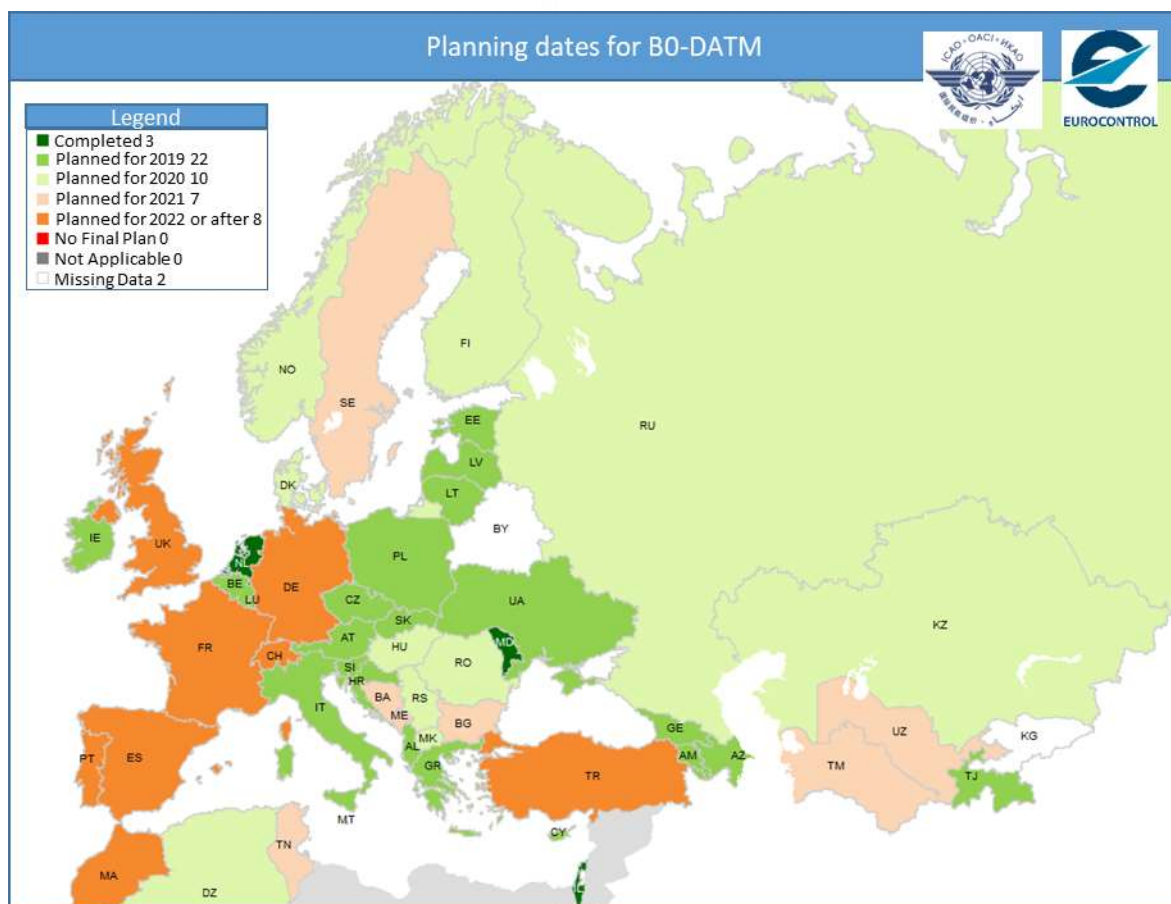 Planning dates for B0-DATM
ICAO · OACI · ИКАО
EUROCONTROL
Legend
Completed 3
Planned for 2019 22
Planned for 2020 10
Planned for 2021 7
Planned for 2022 or after 8
No Final Plan 0
Not Applicable 0
Missing Data 2
FI
NO
SE
RU
EE
LV
DK
LT
BY
IE
UK
NL
PL
BE
DE
LU
CZ
UA
SK
KZ
AT
MD
FR
CH
HU
RO
SI
HR
BA
RS
IT
ME
BG
MK
GE
UZ
KG
PT
ES
AL
AM
AZ
GR
TR
TM
TJ
MT
CY
TN
MA
DZ